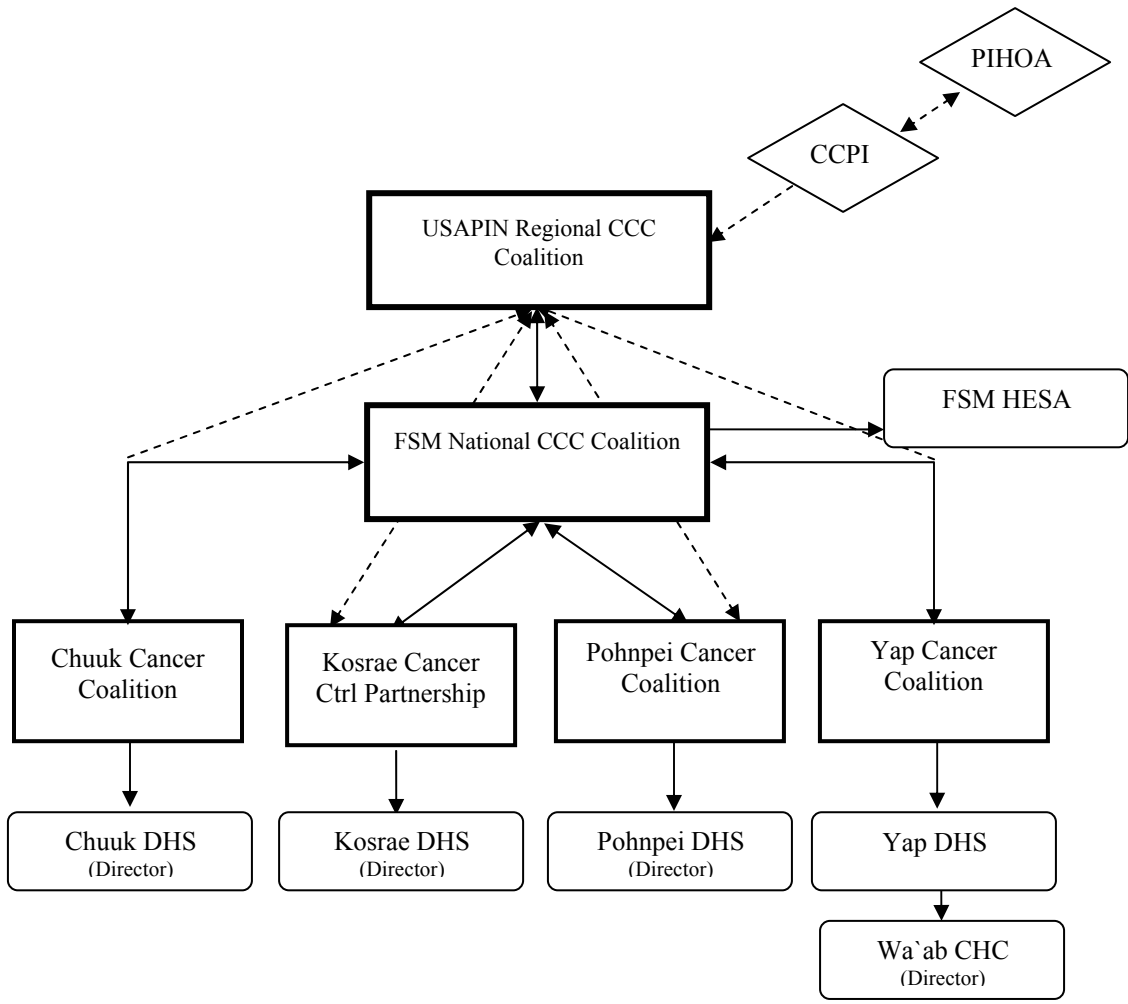 PIHOA
CCPI
USAPIN Regional CCC
Coalition
FSM HESA
FSM National CCC Coalition
Chuuk Cancer
Coalition
Kosrae Cancer
Ctrl Partnership
Pohnpei Cancer
Coalition
Yap Cancer
Coalition
Chuuk DHS
(Director)
Kosrae DHS
(Director)
Pohnpei DHS
(Director)
Yap DHS
Wa`ab CHC
(Director)